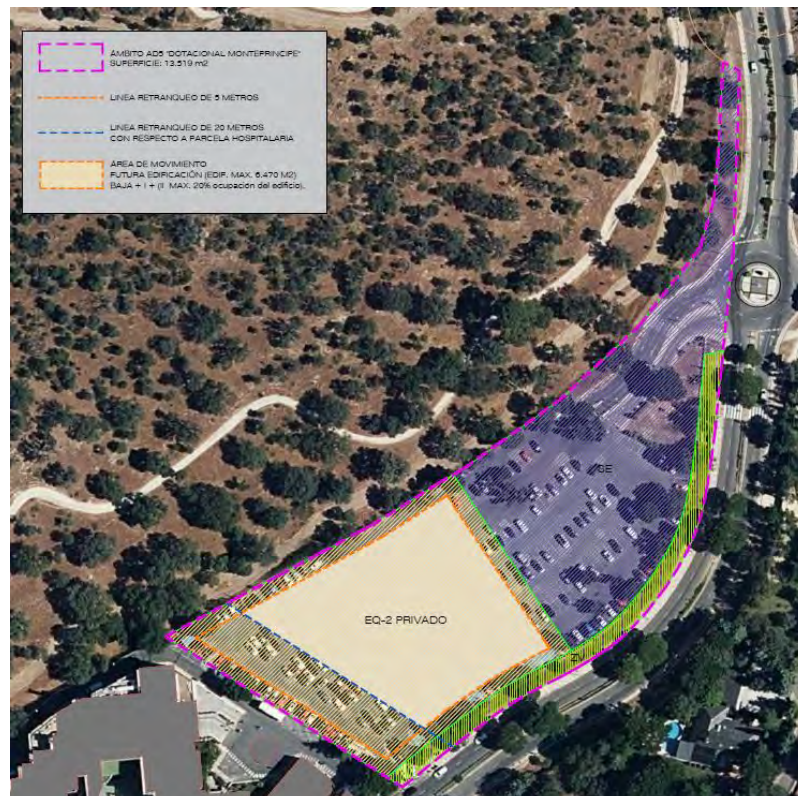 ÁMBITO AD5 "DOTACIONAL MONTEPRINCIPE"
SUPERFICIE: 13.519 m2
LINEA RETRANQUEO DE 5 METROS
LINEA RETRANQUEO DE 20 METROS
CON RESPECTO A PARCELA HOSPITALARIA
ÁREA DE MOVIMIENTO
FUTURA EDIFICACIÓN (EDIF. MAX. 6.470 M2)
BAJA + I + (II MAX. 20% ocupación del edificio).
EQ-2 PRIVADO
ZV